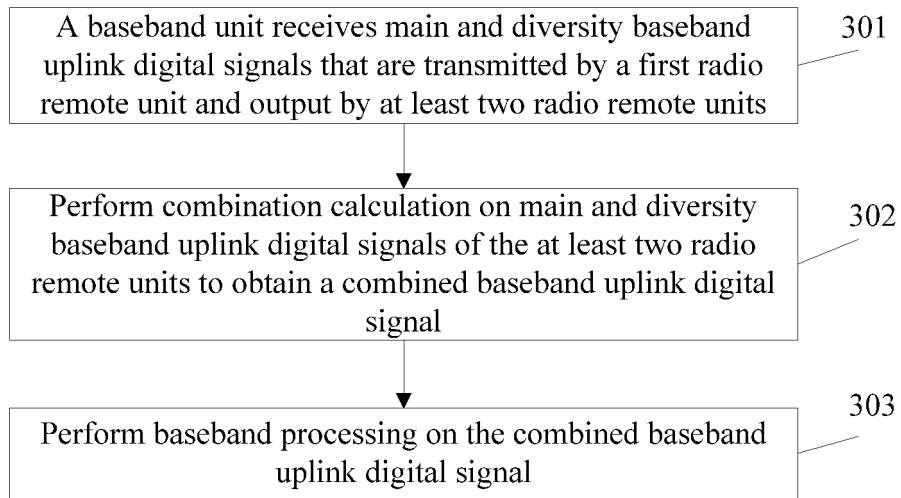 A baseband unit receives main and diversity baseband
uplink digital signals that are transmitted by a first radio
remote unit and output by at least two radio remote units
301
Perform combination calculation on main and diversity
baseband uplink digital signals of the at least two radio
remote units to obtain a combined baseband uplink digital
signal
302
Perform baseband processing on the combined baseband
uplink digital signal
303